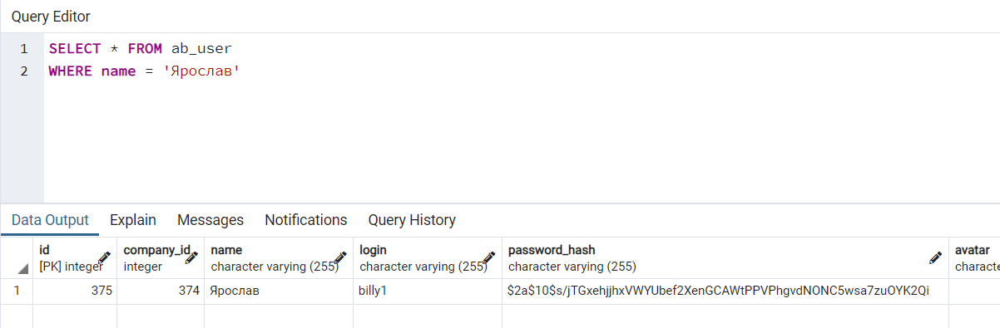 Query Editor
1 SELECT * FROM ab_user
2 WHERE name = 'Ярослав'
Data Output Explain Messages Notifications Query History
id company_id name login password_hash avatar
[PK] integer integer character varying (255) character varying (255) character varying (255) characte
1 375 374 Ярослав billy1 $2a$10$s/jTGxehjjhxVWYUbef2XenGCAWtPPVPhgvdNONC5wsa7zuOYK2Qi